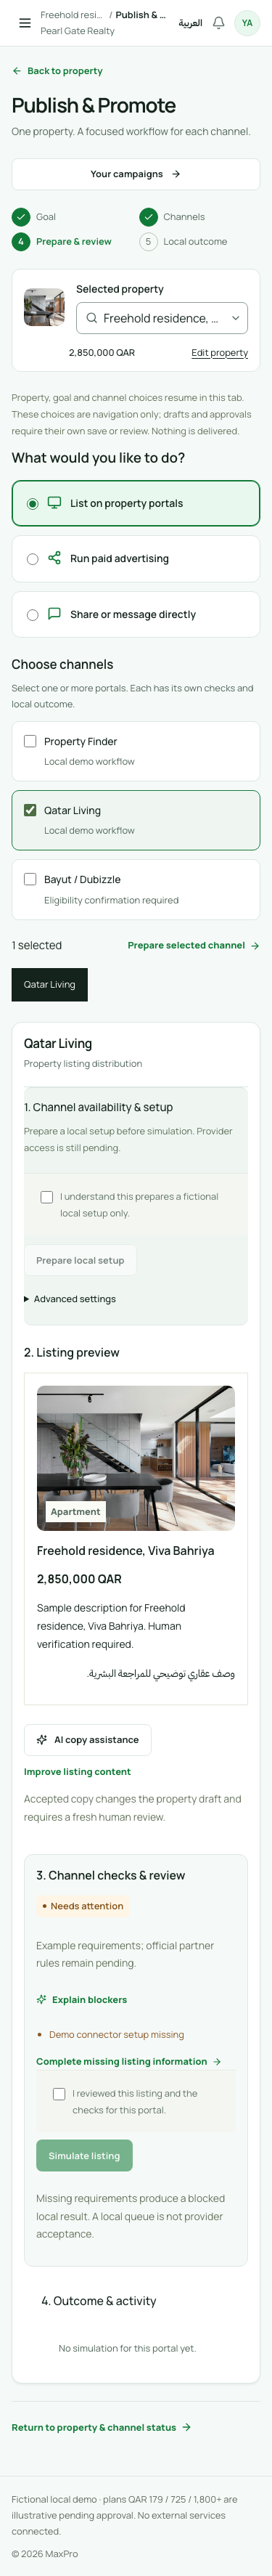 Freehold resi... / Publish & ...
العربية
YA
Pearl Gate Realty
Back to property
Publish & Promote
One property. A focused workflow for each channel.
Your campaigns
Goal
Channels
4 Prepare & review
5 Local outcome
Selected property
Freehold residence, ...
2,850,000 QAR
Edit property
Property, goal and channel choices resume in this tab.
These choices are navigation only; drafts and approvals
require their own save or review. Nothing is delivered.
What would you like to do?
List on property portals
Run paid advertising
Share or message directly
Choose channels
Select one or more portals. Each has its own checks and
local outcome.
Property Finder
Local demo workflow
Qatar Living
Local demo workflow
Bayut / Dubizzle
Eligibility confirmation required
1 selected
Prepare selected channel
Qatar Living
Qatar Living
Property listing distribution
1. Channel availability & setup
Prepare a local setup before simulation. Provider
access is still pending.
I understand this prepares a fictional
local setup only.
Prepare local setup
Advanced settings
2. Listing preview
Apartment
Freehold residence, Viva Bahriya
2,850,000 QAR
Sample description for Freehold
residence, Viva Bahriya. Human
verification required.
وصف عقاري توضيحي للمراجعة البشرية.
AI copy assistance
Improve listing content
Accepted copy changes the property draft and
requires a fresh human review.
3. Channel checks & review
Needs attention
Example requirements; official partner
rules remain pending.
Explain blockers
Demo connector setup missing
Complete missing listing information
I reviewed this listing and the
checks for this portal.
Simulate listing
Missing requirements produce a blocked
local result. A local queue is not provider
acceptance.
4. Outcome & activity
No simulation for this portal yet.
Return to property & channel status
Fictional local demo · plans QAR 179 / 725 / 1,800+ are
illustrative pending approval. No external services
connected.
© 2026 MaxPro